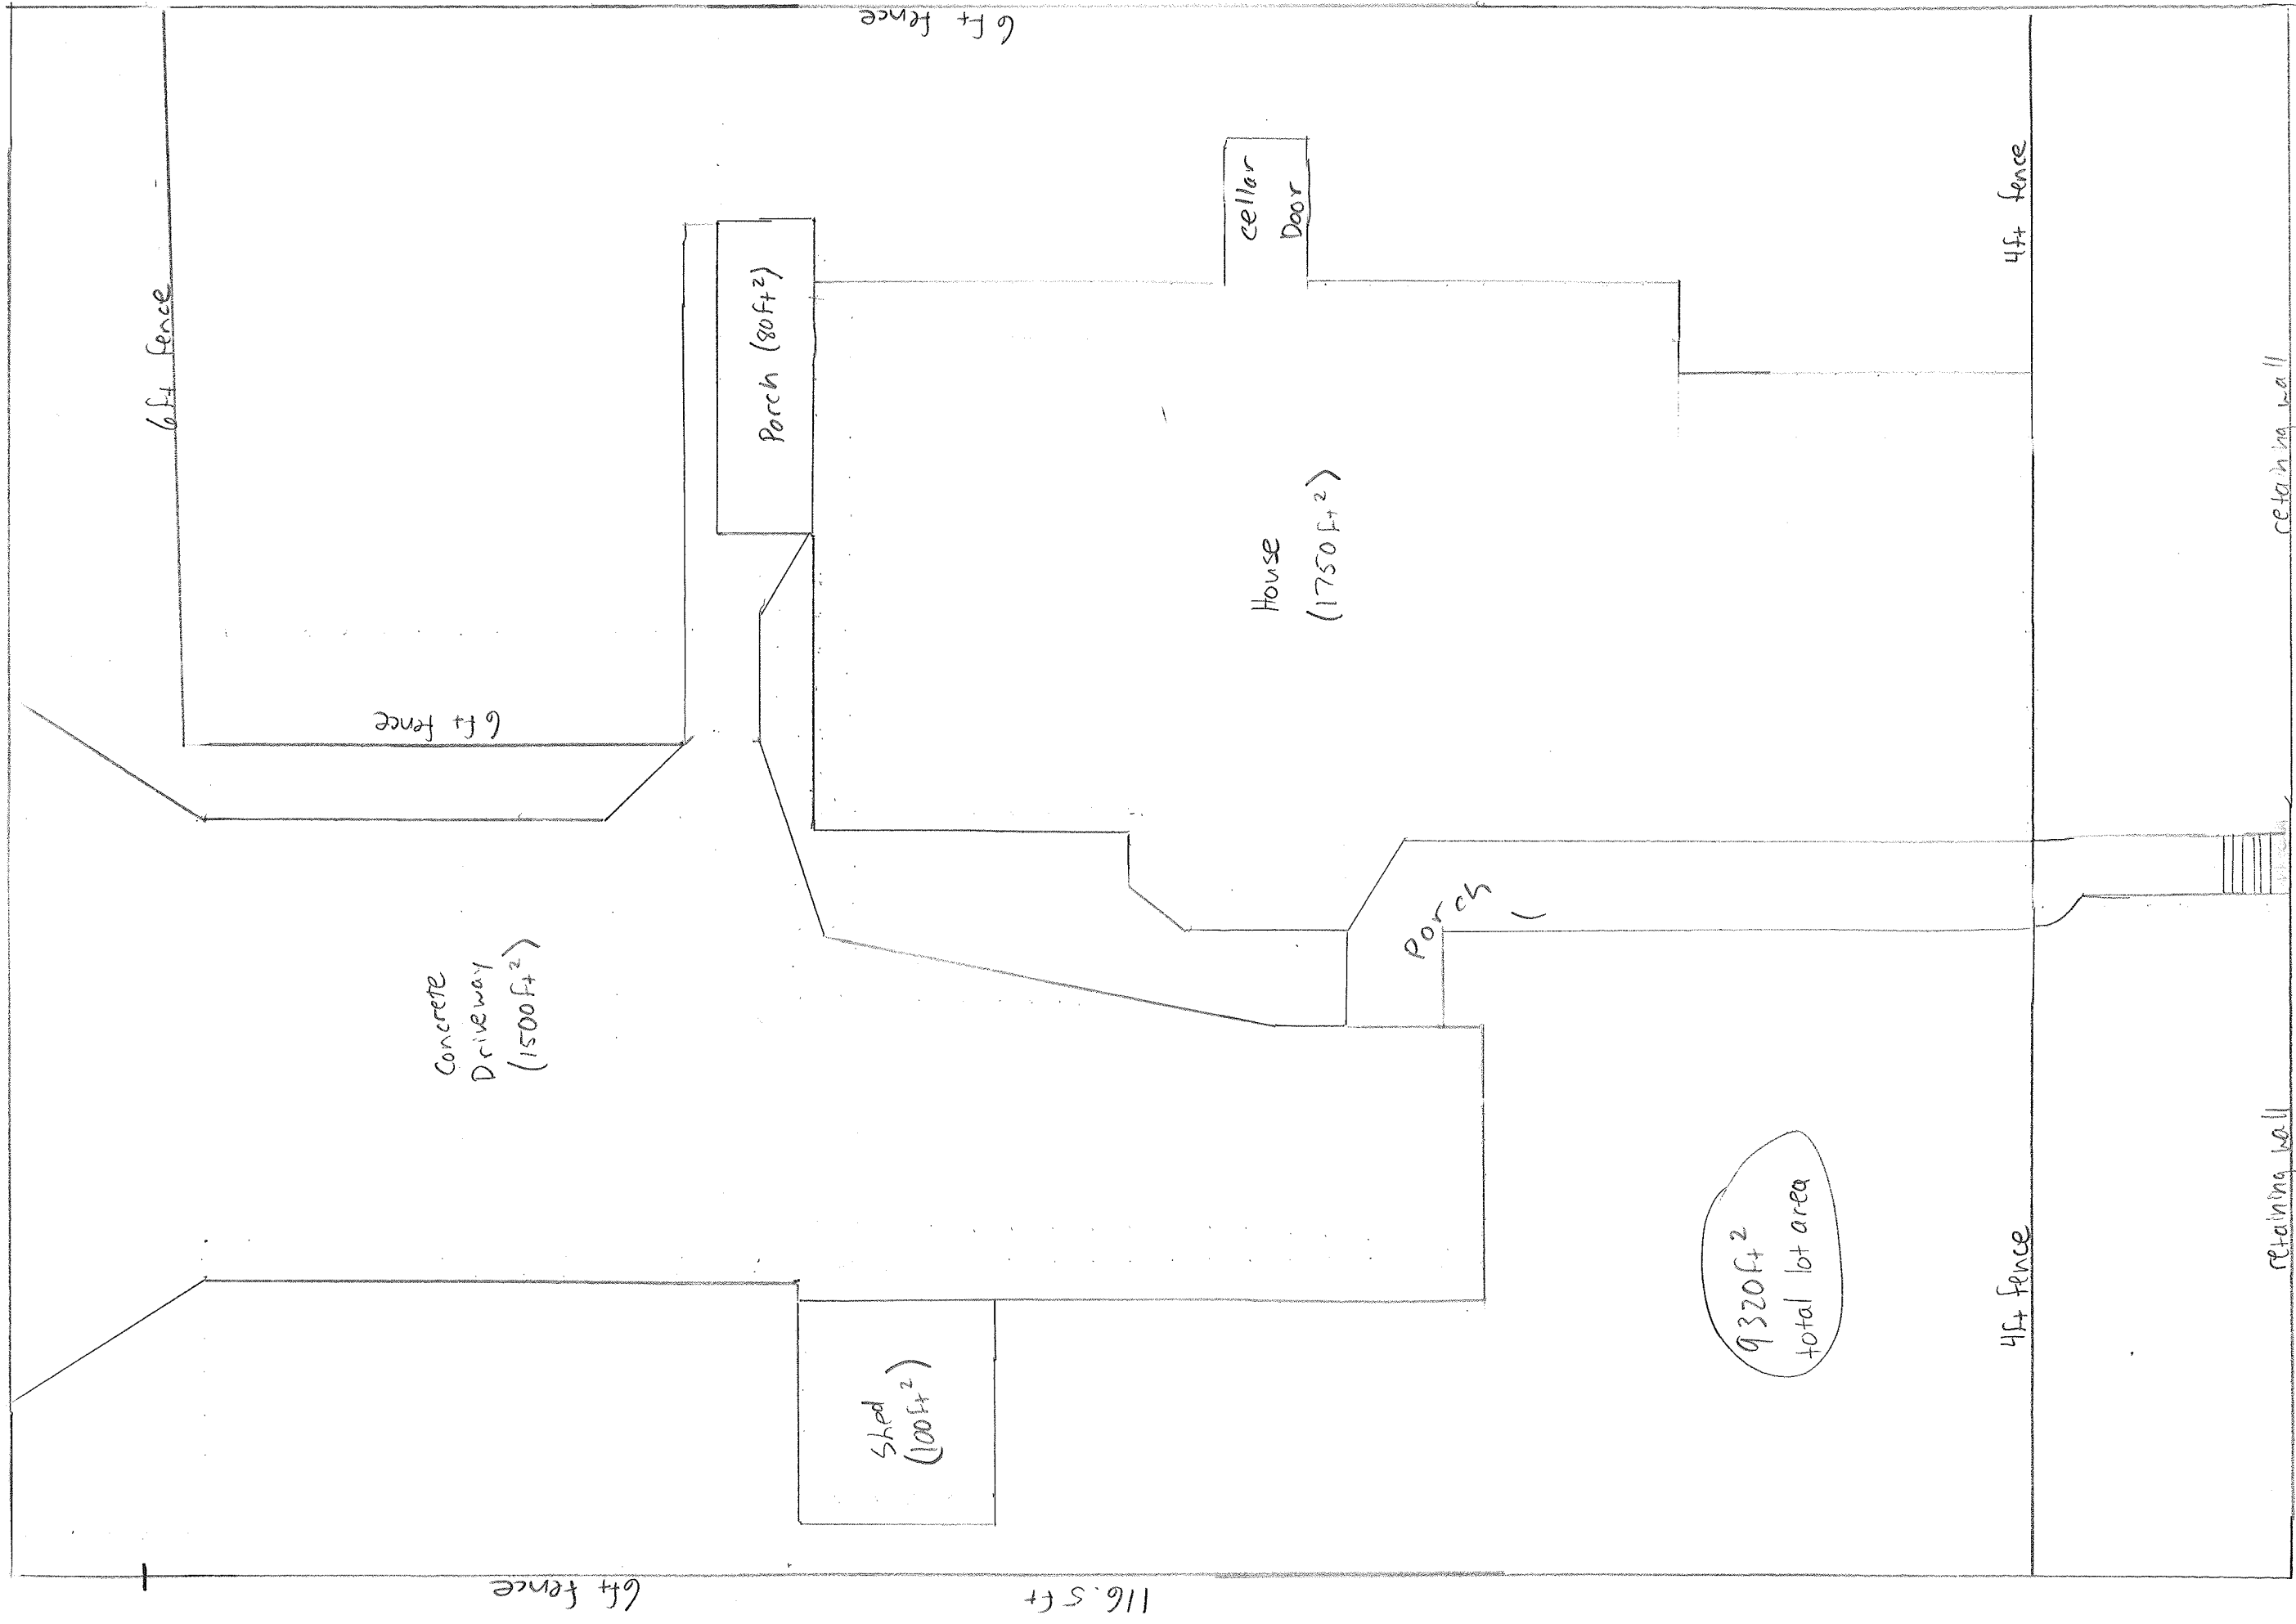 6ft fence
6ft fence
6ft fence
Porch (80ft²)
cellar
Door
4ft fence
retaining wall
House
(1750ft²)
Concrete
Driveway
(1500ft²)
Porch
Shed
(100ft²)
9320ft²
total lot area
4ft fence
retaining wall
6ft fence
116.5 ft